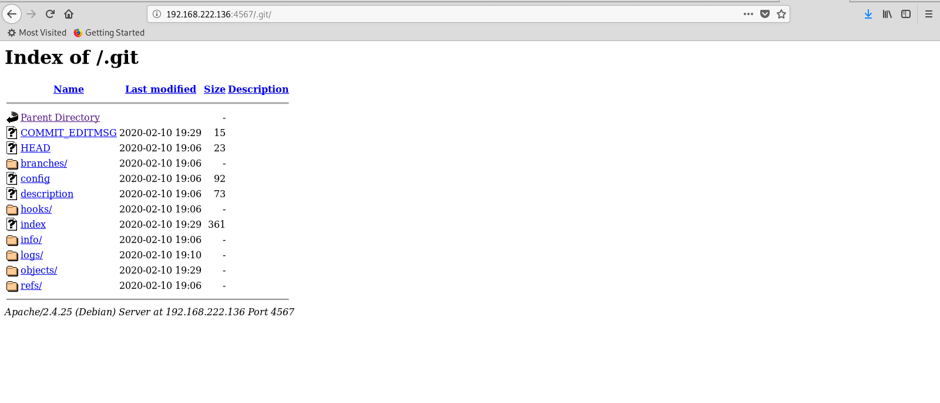 192.168.222.136:4567/.git/
Most Visited Getting Started
Index of /.git
Name Last modified Size Description
Parent Directory -
COMMIT_EDITMSG 2020-02-10 19:29 15
HEAD 2020-02-10 19:06 23
branches/ 2020-02-10 19:06 -
config 2020-02-10 19:06 92
description 2020-02-10 19:06 73
hooks/ 2020-02-10 19:06 -
index 2020-02-10 19:29 361
info/ 2020-02-10 19:06 -
logs/ 2020-02-10 19:10 -
objects/ 2020-02-10 19:29 -
refs/ 2020-02-10 19:06 -
Apache/2.4.25 (Debian) Server at 192.168.222.136 Port 4567